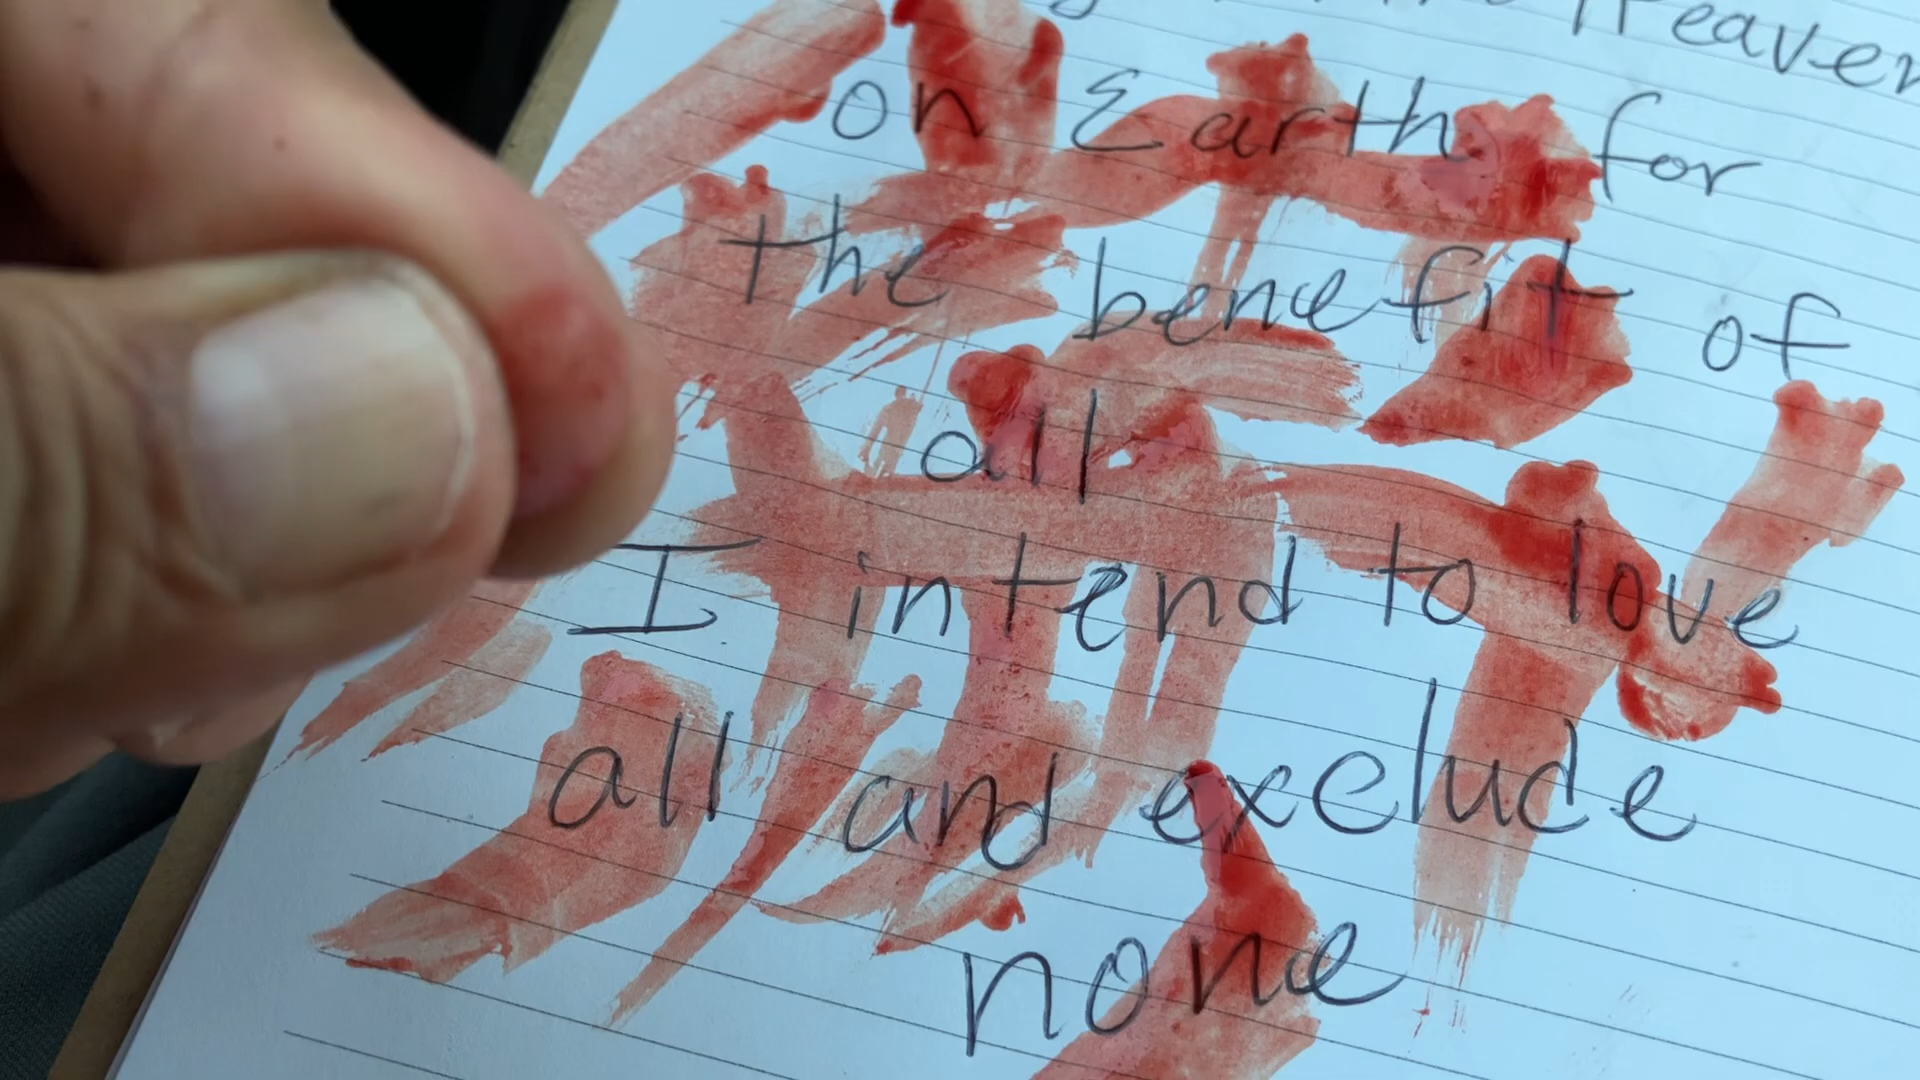 Heaven
on Earth for
the benefit of
all
I intend to love
all and exclude
none